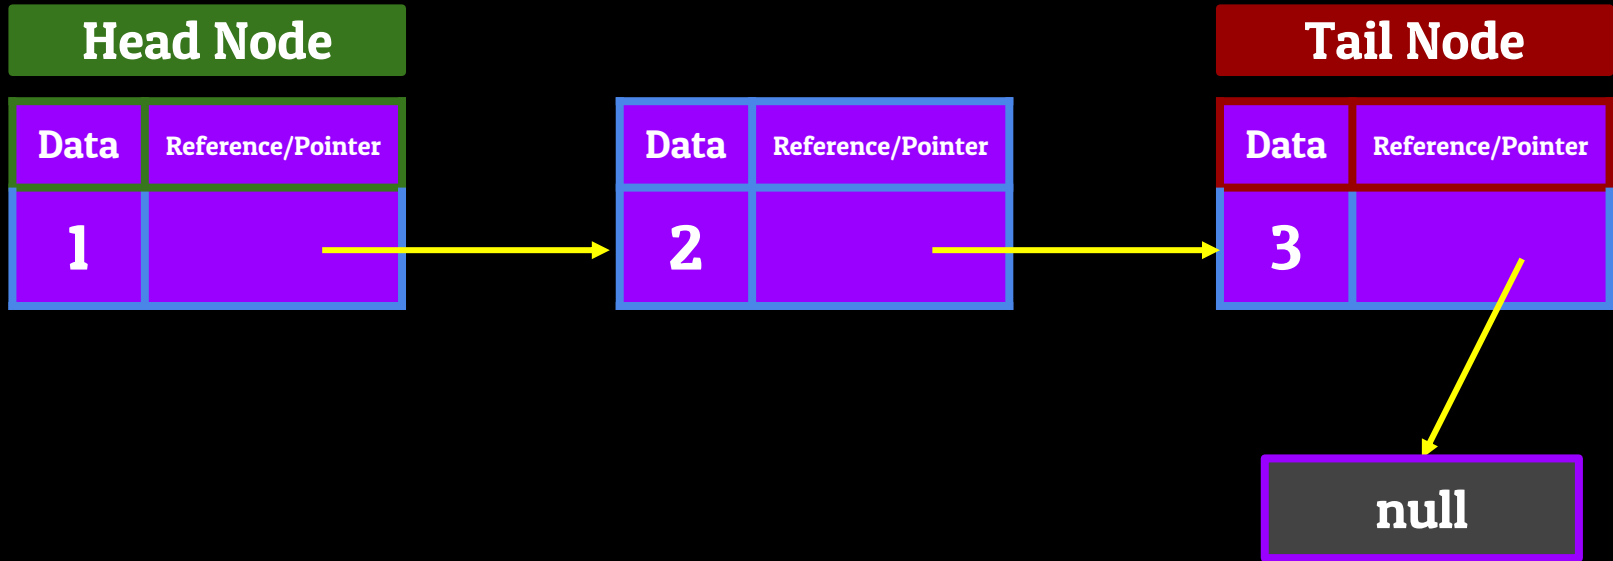 Head Node
Tail Node
Data Reference/Pointer
Data Reference/Pointer
Data Reference/Pointer
1
2
3
null